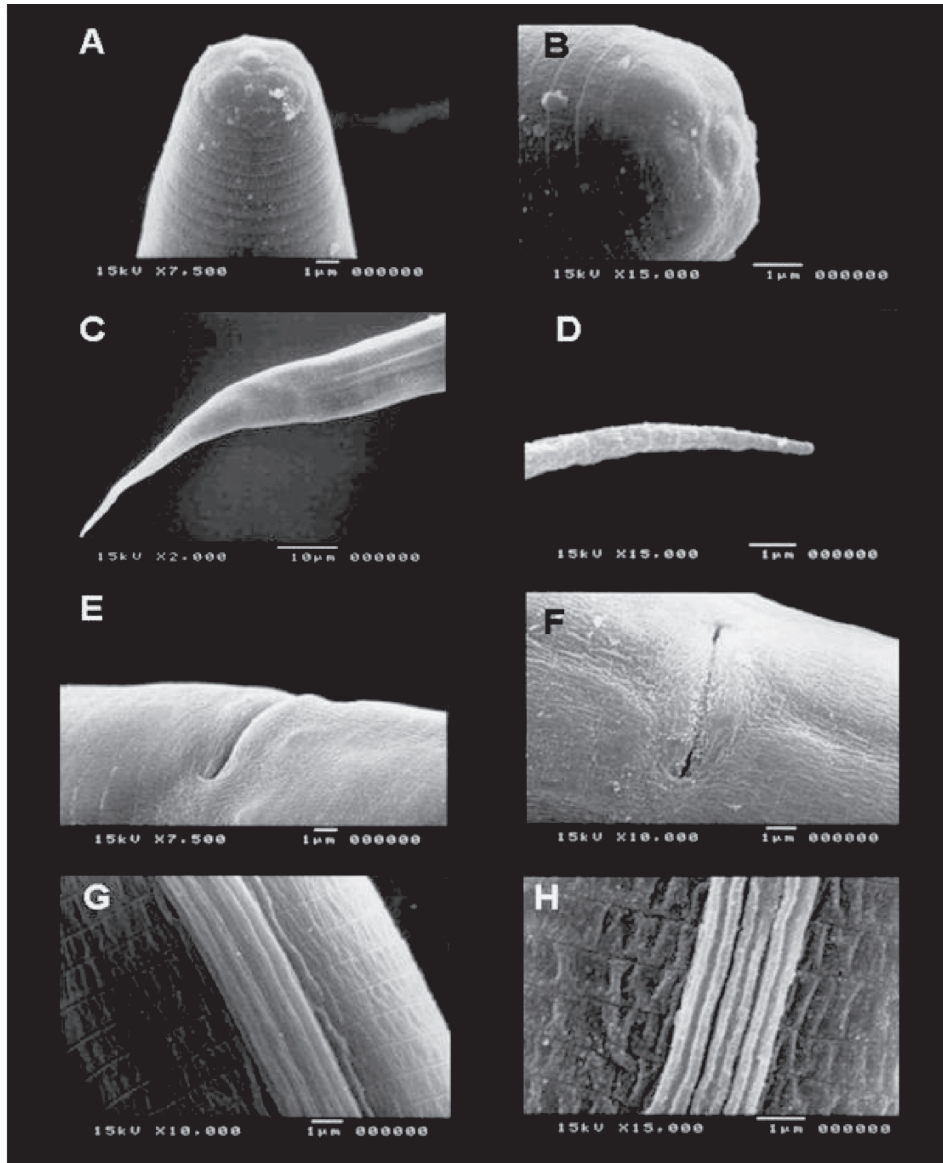 A
B
15kV X7,500 1µm 000000
15kV X15,000 1µm 000000
C
D
15kV X2,000 10µm 000000
15kV X15,000 1µm 000000
E
F
15kV X7,500 1µm 000000
15kV X10,000 1µm 000000
G
H
15kV X10,000 1µm 000000
15kV X15,000 1µm 000000